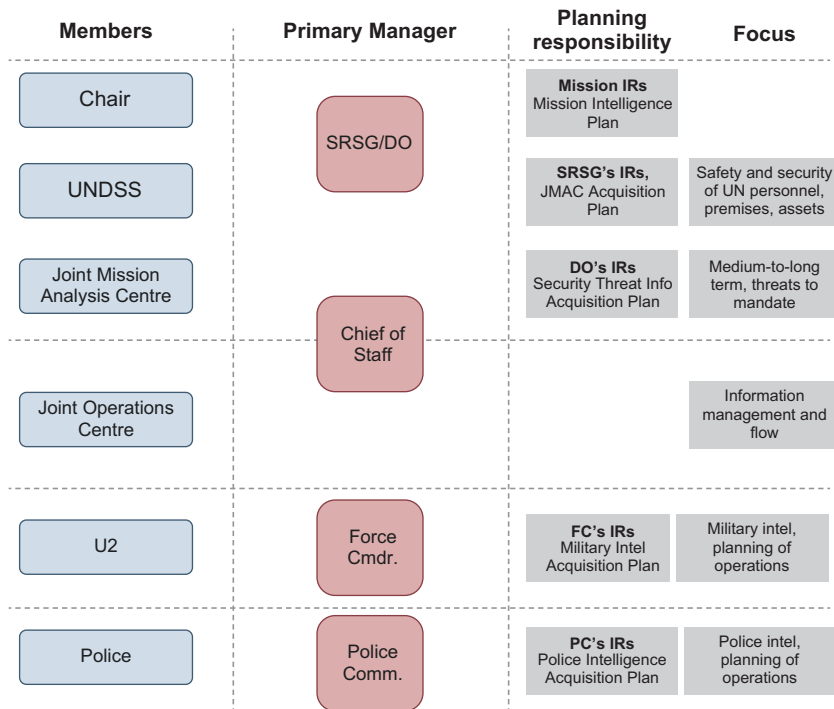 Members
Primary Manager
Planning
responsibility
Focus
Chair
SRSG/DO
Mission IRs
Mission Intelligence
Plan
UNDSS
SRSG's IRs,
JMAC Acquisition
Plan
Safety and security
of UN personnel,
premises, assets
Joint Mission
Analysis Centre
Chief of
Staff
DO's IRs
Security Threat Info
Acquisition Plan
Medium-to-long
term, threats to
mandate
Joint Operations
Centre
Information
management and
flow
U2
Force
Cmdr.
FC's IRs
Military Intel
Acquisition Plan
Military intel,
planning of
operations
Police
Police
Comm.
PC's IRs
Police Intelligence
Acquisition Plan
Police intel,
planning of
operations